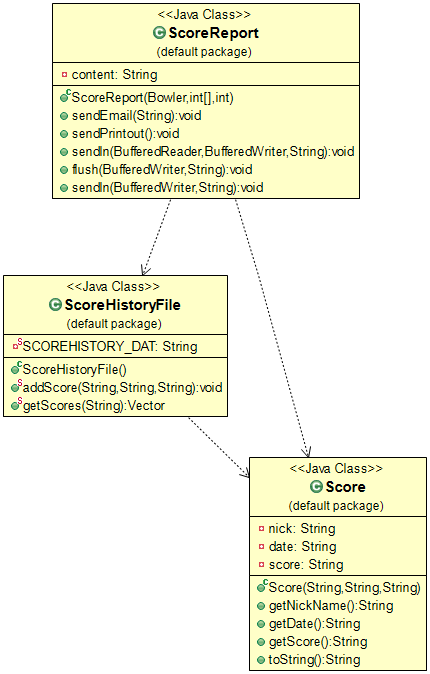 <<Java Class>>
ScoreReport
(default package)
content: String
ScoreReport(Bowler,int[],int)
sendEmail(String):void
sendPrintout():void
sendln(BufferedReader,BufferedWriter,String):void
flush(BufferedWriter,String):void
sendln(BufferedWriter,String):void
<<Java Class>>
ScoreHistoryFile
(default package)
SCOREHISTORY_DAT: String
ScoreHistoryFile()
addScore(String,String,String):void
getScores(String):Vector
<<Java Class>>
Score
(default package)
nick: String
date: String
score: String
Score(String,String,String)
getNickName():String
getDate():String
getScore():String
toString():String